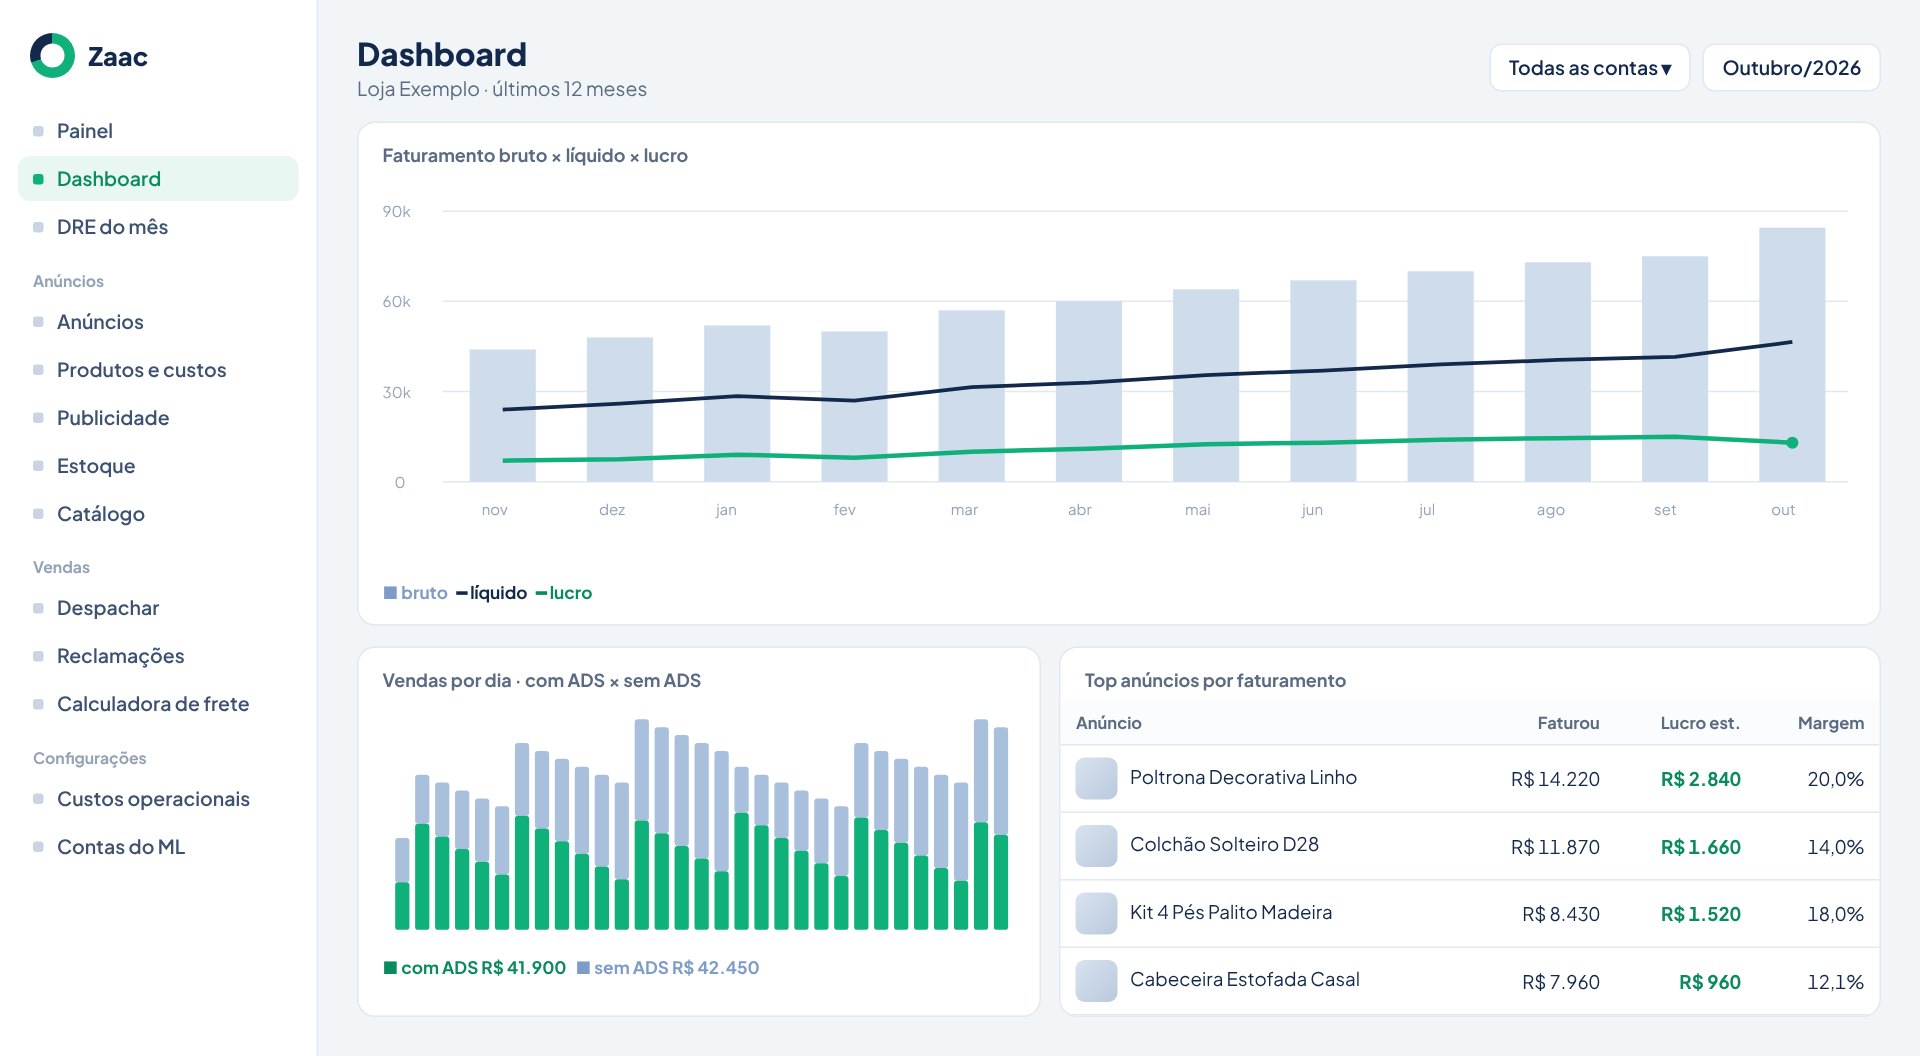 Zaac
Painel
Dashboard
DRE do mês
Anúncios
Anúncios
Produtos e custos
Publicidade
Estoque
Catálogo
Vendas
Despachar
Reclamações
Calculadora de frete
Configurações
Custos operacionais
Contas do ML
Dashboard
Loja Exemplo · últimos 12 meses
Todas as contas ▾
Outubro/2026
Faturamento bruto × líquido × lucro
90k
60k
30k
0
nov dez jan fev mar abr mai jun jul ago set out
bruto líquido lucro
Vendas por dia · com ADS × sem ADS
com ADS R$ 41.900 sem ADS R$ 42.450
Top anúncios por faturamento
Anúncio Faturou Lucro est. Margem
Poltrona Decorativa Linho R$ 14.220 R$ 2.840 20,0%
Colchão Solteiro D28 R$ 11.870 R$ 1.660 14,0%
Kit 4 Pés Palito Madeira R$ 8.430 R$ 1.520 18,0%
Cabeceira Estofada Casal R$ 7.960 R$ 960 12,1%